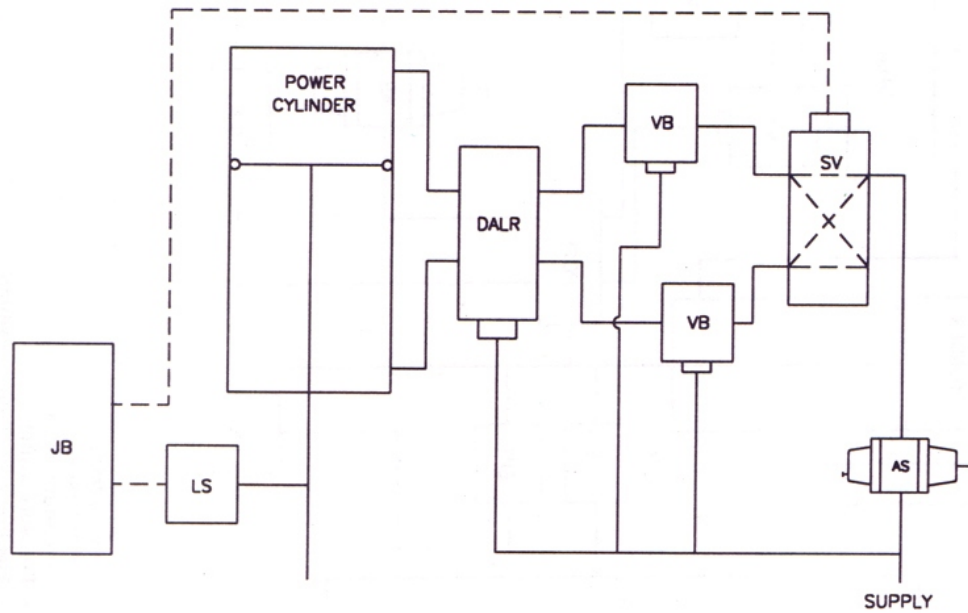 POWER
CYLINDER
VB
SV
DALR
VB
JB
LS
AS
SUPPLY